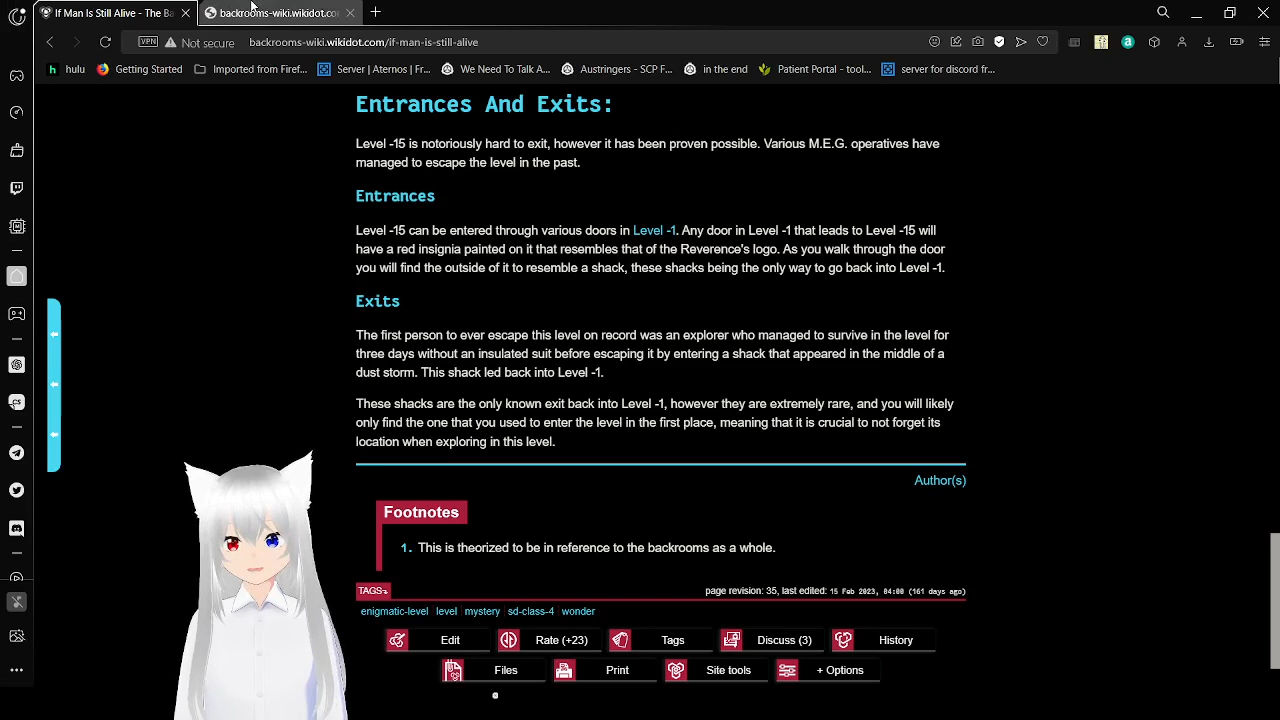 If Man Is Still Alive - The Ba
backrooms-wiki.wikidot.co
VPN
Not secure
backrooms-wiki.wikidot.com/if-man-is-still-alive
h hulu
Getting Started
Imported from Firef...
Server | Aternos | Fr...
We Need To Talk A...
Austringers - SCP F...
in the end
Patient Portal - tool...
server for discord fr...
Entrances And Exits:
Level -15 is notoriously hard to exit, however it has been proven possible. Various M.E.G. operatives have
managed to escape the level in the past.
Entrances
Level -15 can be entered through various doors in Level -1. Any door in Level -1 that leads to Level -15 will
have a red insignia painted on it that resembles that of the Reverence's logo. As you walk through the door
you will find the outside of it to resemble a shack, these shacks being the only way to go back into Level -1.
Exits
The first person to ever escape this level on record was an explorer who managed to survive in the level for
three days without an insulated suit before escaping it by entering a shack that appeared in the middle of a
dust storm. This shack led back into Level -1.
These shacks are the only known exit back into Level -1, however they are extremely rare, and you will likely
only find the one that you used to enter the level in the first place, meaning that it is crucial to not forget its
location when exploring in this level.
Author(s)
Footnotes
1. This is theorized to be in reference to the backrooms as a whole.
TAGS
page revision: 35, last edited: 15 Feb 2023, 04:00 (161 days ago)
enigmatic-level level mystery sd-class-4 wonder
Edit
Rate (+23)
Tags
Discuss (3)
History
Files
Print
Site tools
+ Options